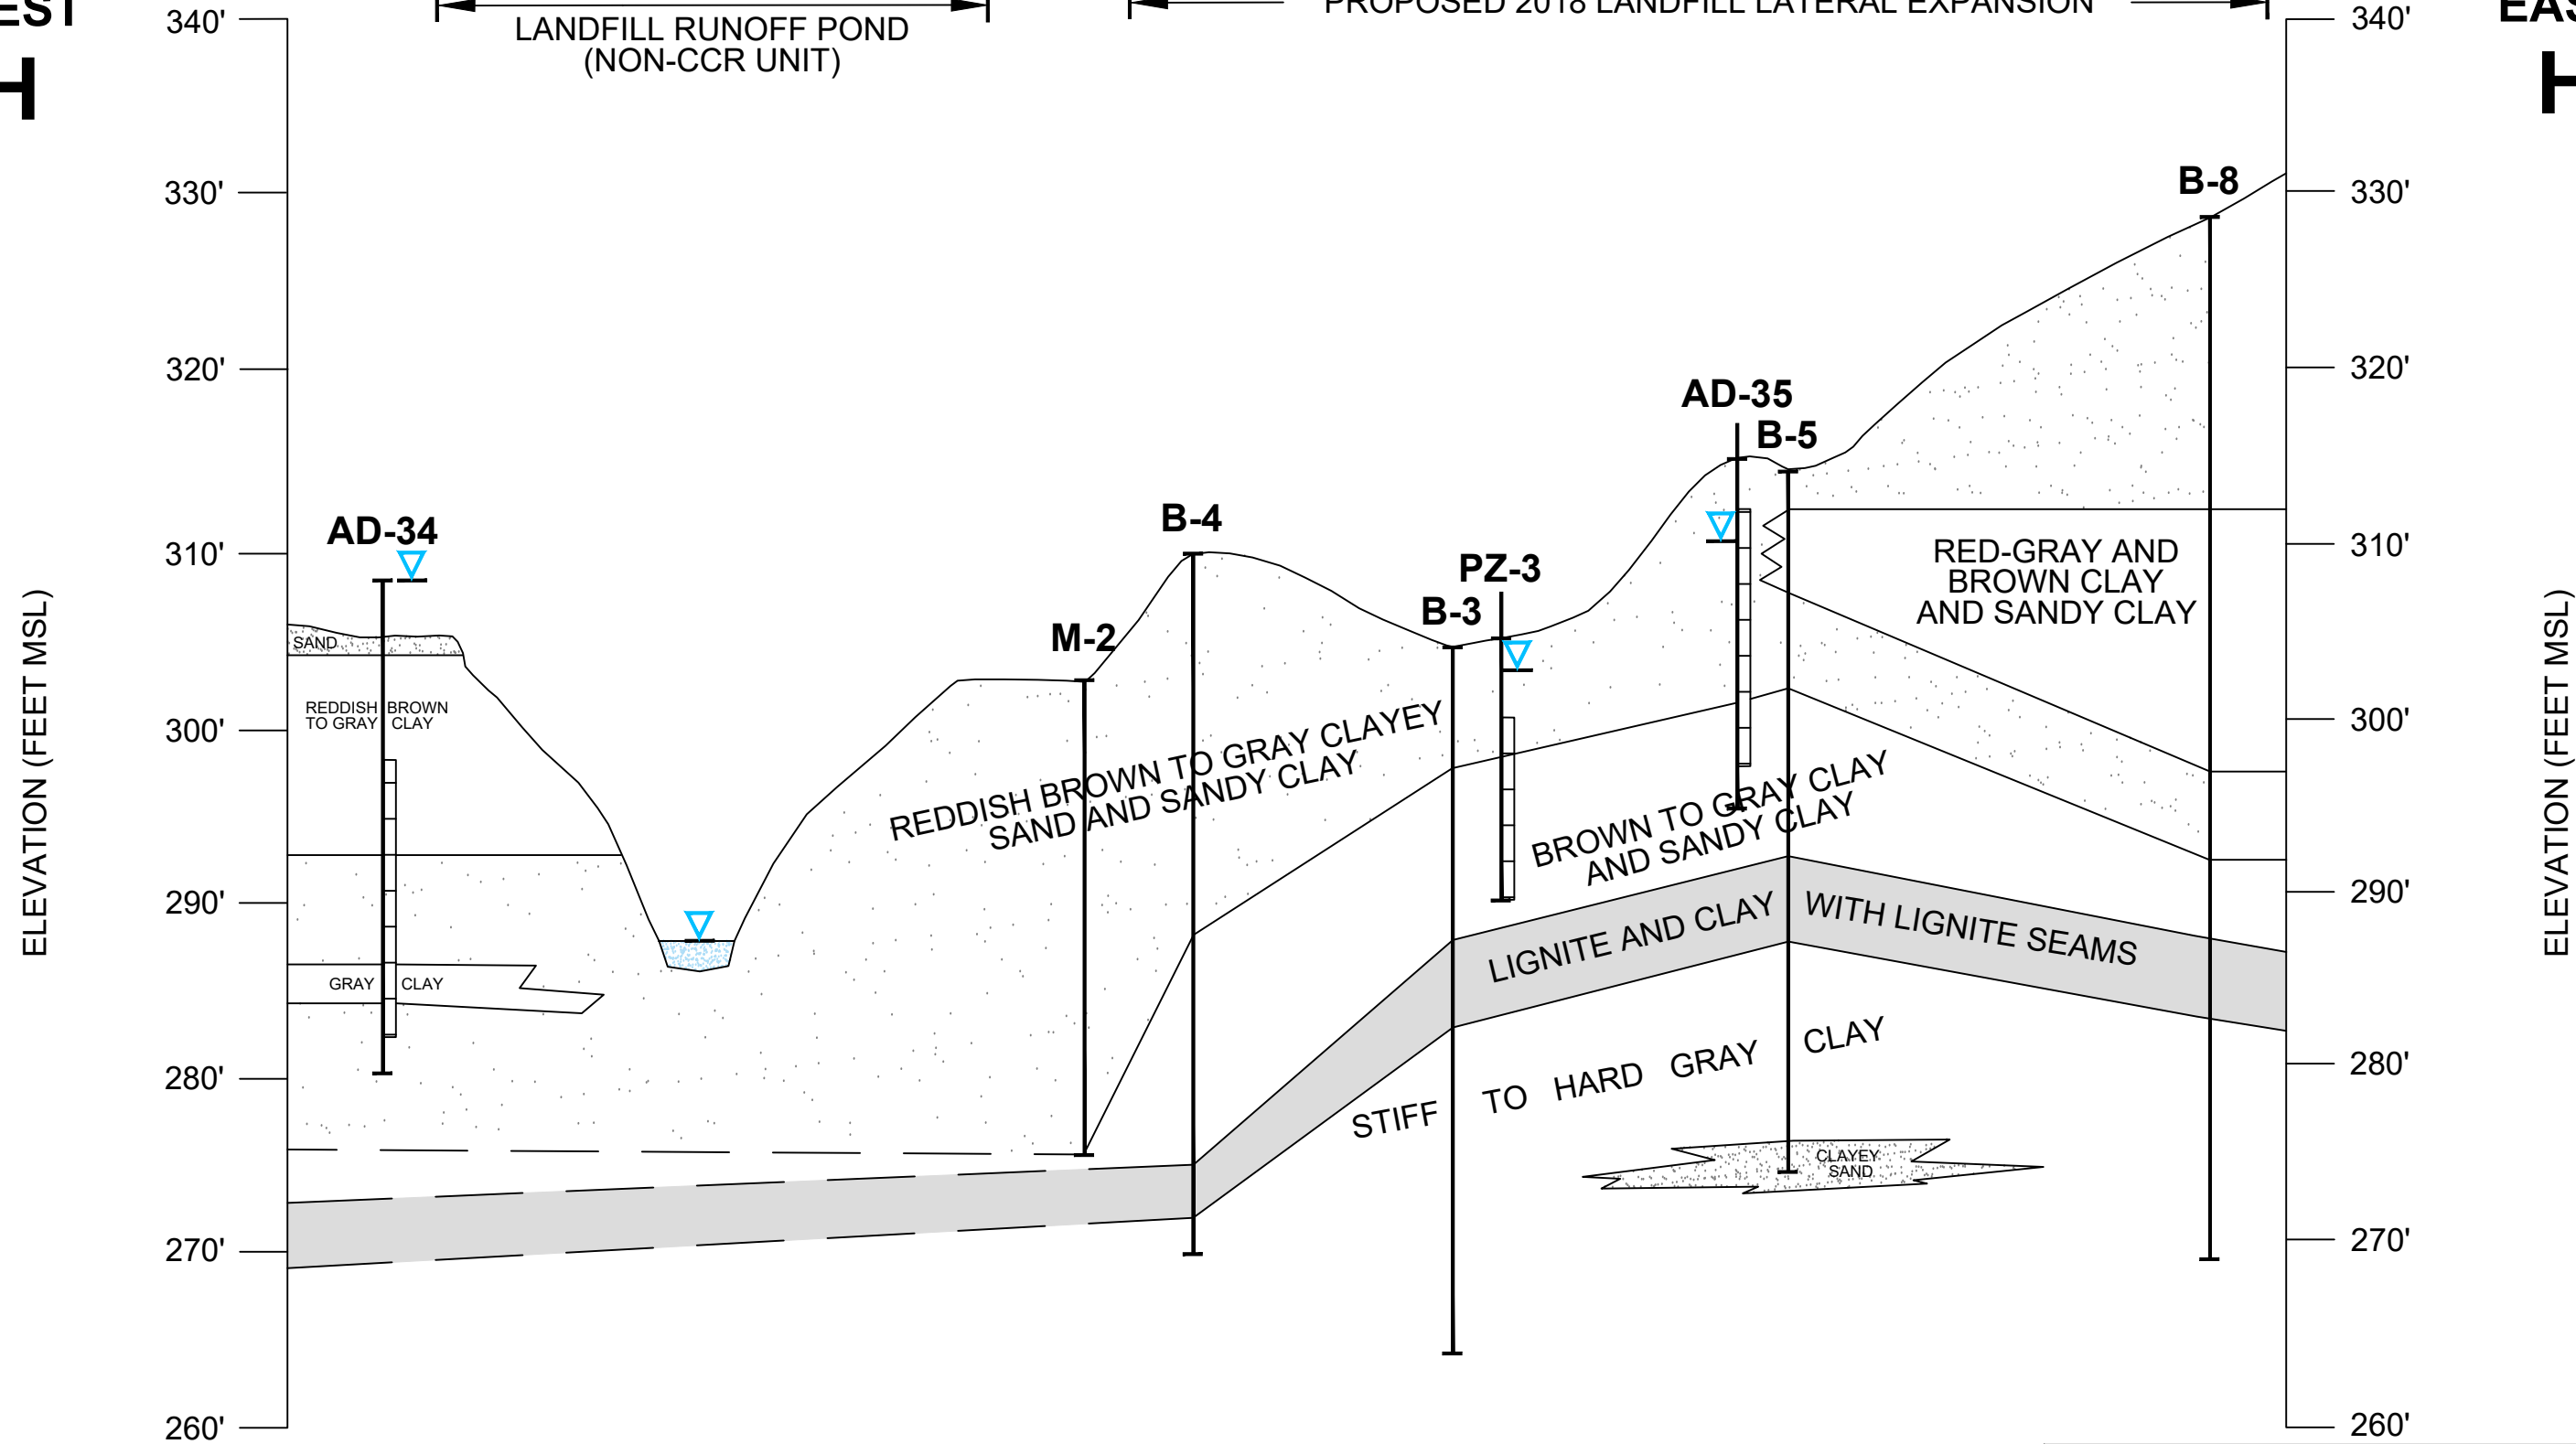 340'
LANDFILL RUNOFF POND
(NON-CCR UNIT)
PROPOSED 2018 LANDFILL LATERAL EXPANSION
340'
H
H
330'
B-8
330'
320'
320'
AD-35
B-5
310'
AD-34
B-4
310'
RED-GRAY AND
BROWN CLAY
AND SANDY CLAY
PZ-3
B-3
M-2
SAND
ELEVATION (FEET MSL)
ELEVATION (FEET MSL)
REDDISH BROWN
TO GRAY CLAY
300'
300'
REDDISH BROWN TO GRAY CLAYEY
SAND AND SANDY CLAY
BROWN TO GRAY CLAY
AND SANDY CLAY
290'
290'
LIGNITE AND CLAY WITH LIGNITE SEAMS
GRAY CLAY
280'
280'
STIFF TO HARD GRAY CLAY
CLAYEY
SAND
270'
270'
260'
260'